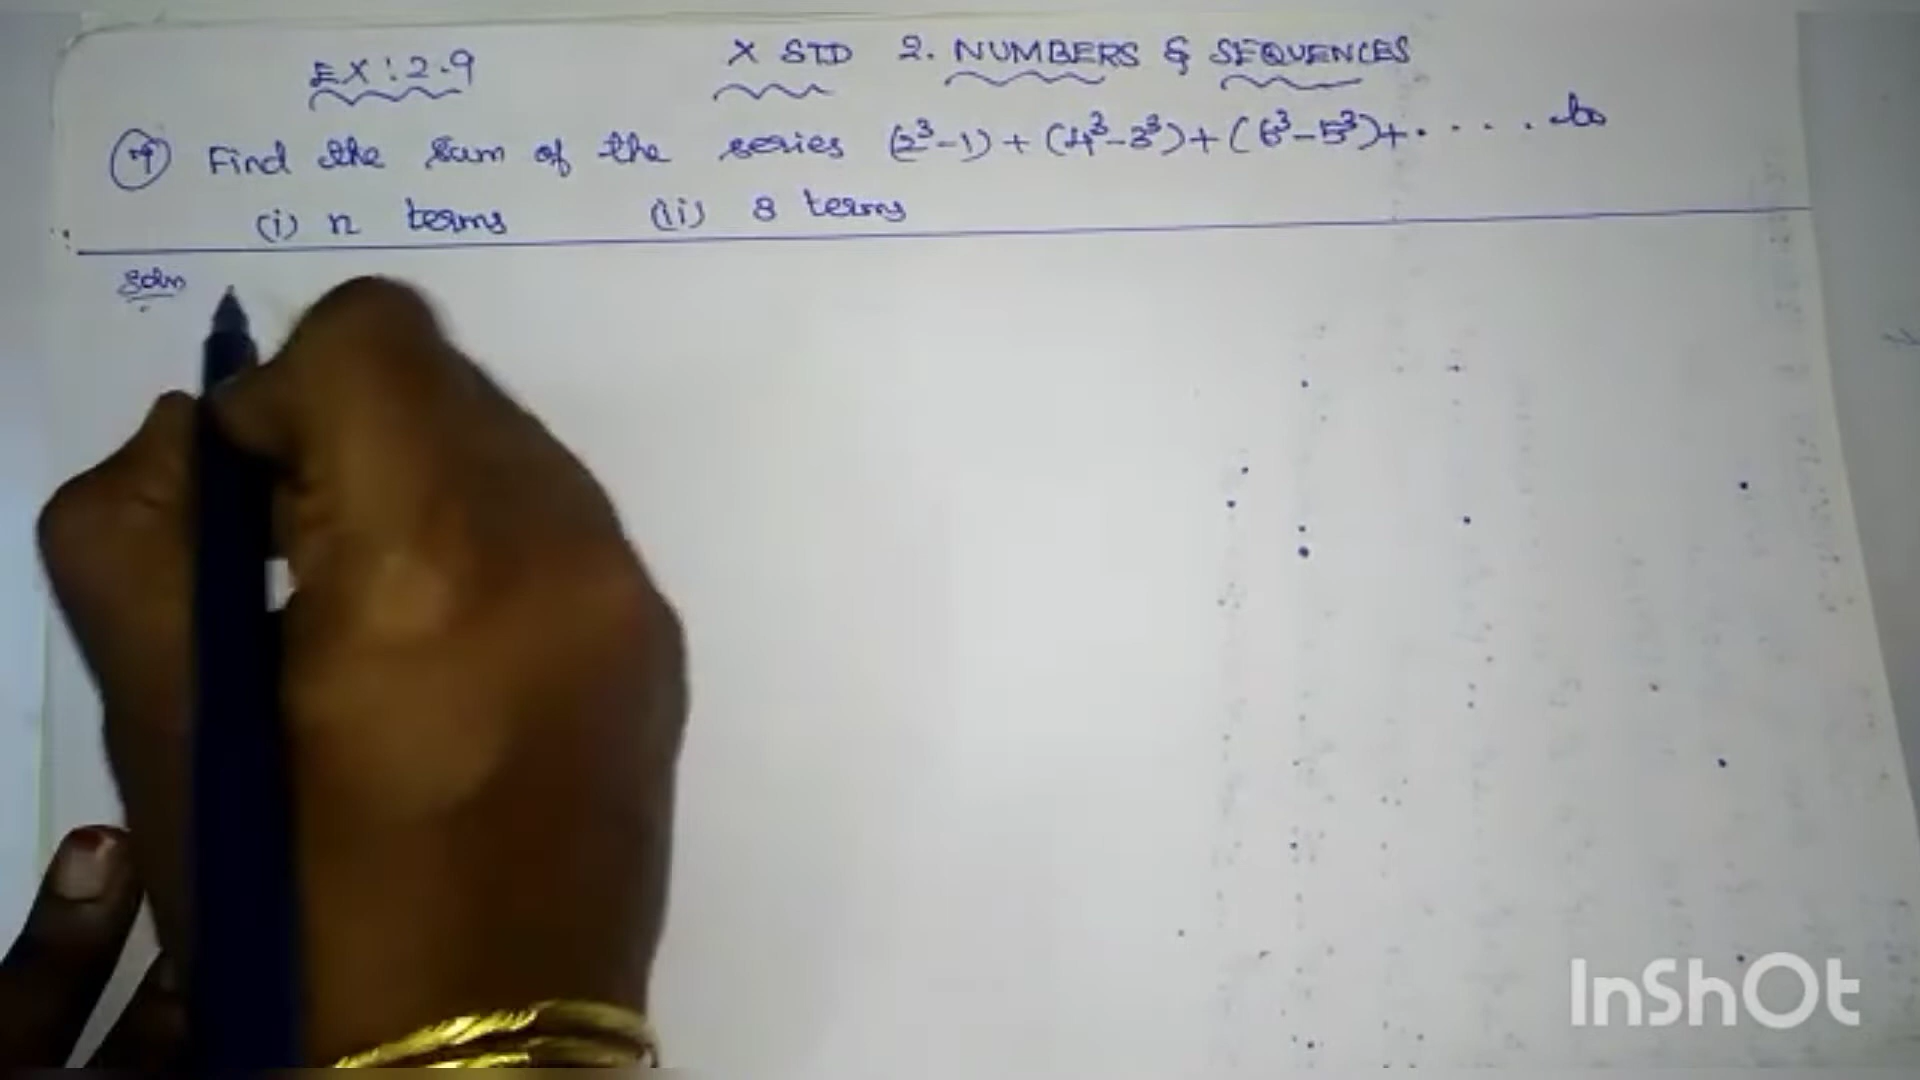 EX:2.9 X STD 2. NUMBERS & SEQUENCES
7 Find the sum of the series (2³-1)+(4³-3³)+(6³-5³)+..... to
(i) n terms (ii) 8 terms
Soln
InShOt